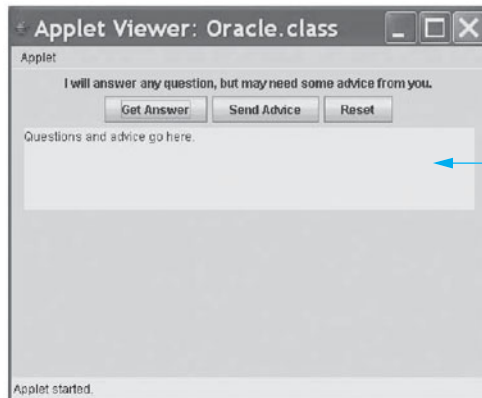 Applet Viewer: Oracle.class
Applet
I will answer any question, but may need some advice from you.
Get Answer Send Advice Reset
Questions and advice go here.
Applet started.